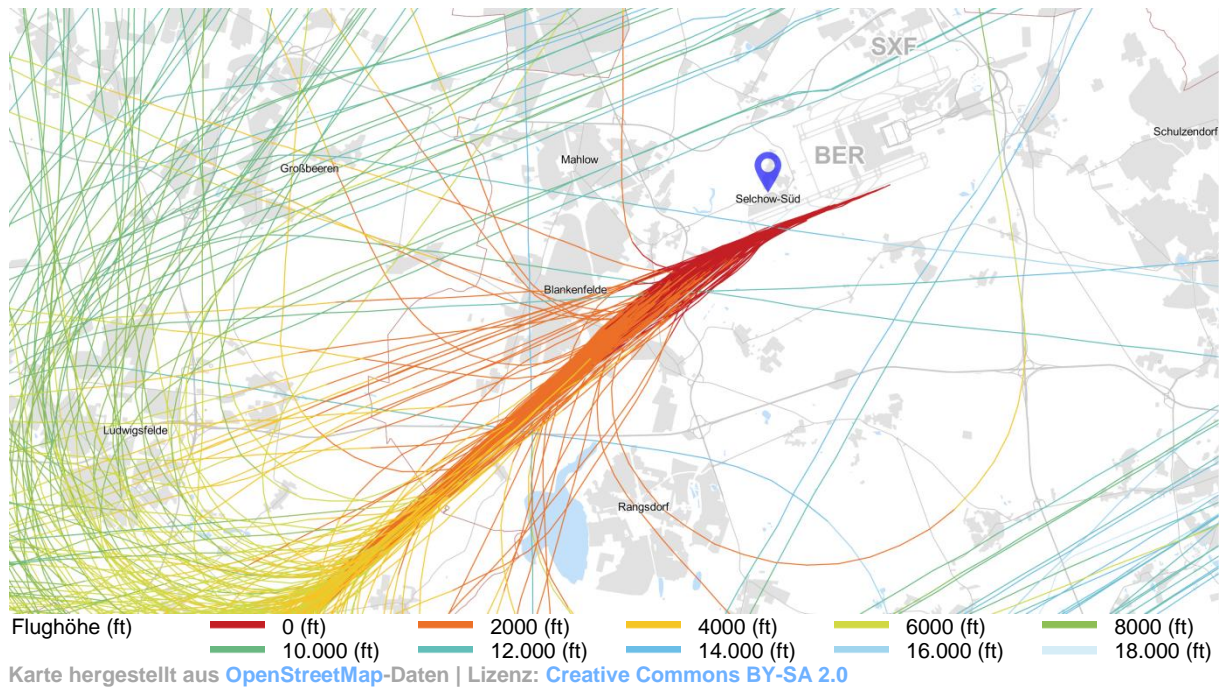 SXF
Schulzendorf
BER
Mahlow
Großbeeren
Selchow-Süd
Blankenfelde
Ludwigsfelde
Rangsdorf
Flughöhe (ft) 0 (ft) 2000 (ft) 4000 (ft) 6000 (ft) 8000 (ft)
10.000 (ft) 12.000 (ft) 14.000 (ft) 16.000 (ft) 18.000 (ft)
Karte hergestellt aus OpenStreetMap-Daten | Lizenz: Creative Commons BY-SA 2.0